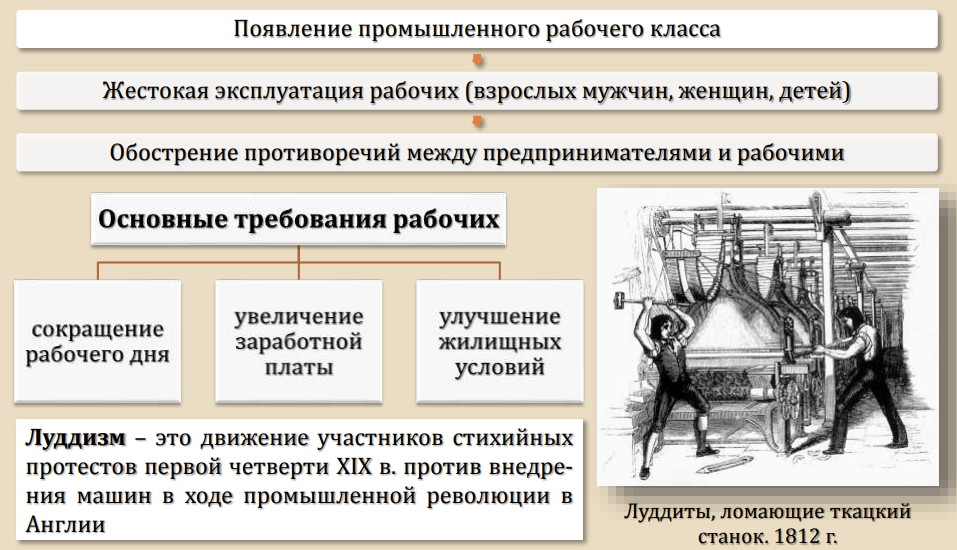 Появление промышленного рабочего класса
Жестокая эксплуатация рабочих (взрослых мужчин, женщин, детей)
Обострение противоречий между предпринимателями и рабочими
Основные требования рабочих
сокращение
рабочего дня
увеличение
заработной
платы
улучшение
жилищных
условий
Луддизм – это движение участников стихийных
протестов первой четверти XIX в. против внедре-
ния машин в ходе промышленной революции в
Англии
Луддиты, ломающие ткацкий
станок. 1812 г.